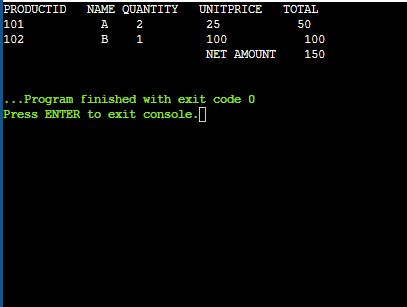 PRODUCTID NAME QUANTITY UNITPRICE TOTAL
101 A 2 25 50
102 B 1 100 100
NET AMOUNT 150
...Program finished with exit code 0
Press ENTER to exit console.